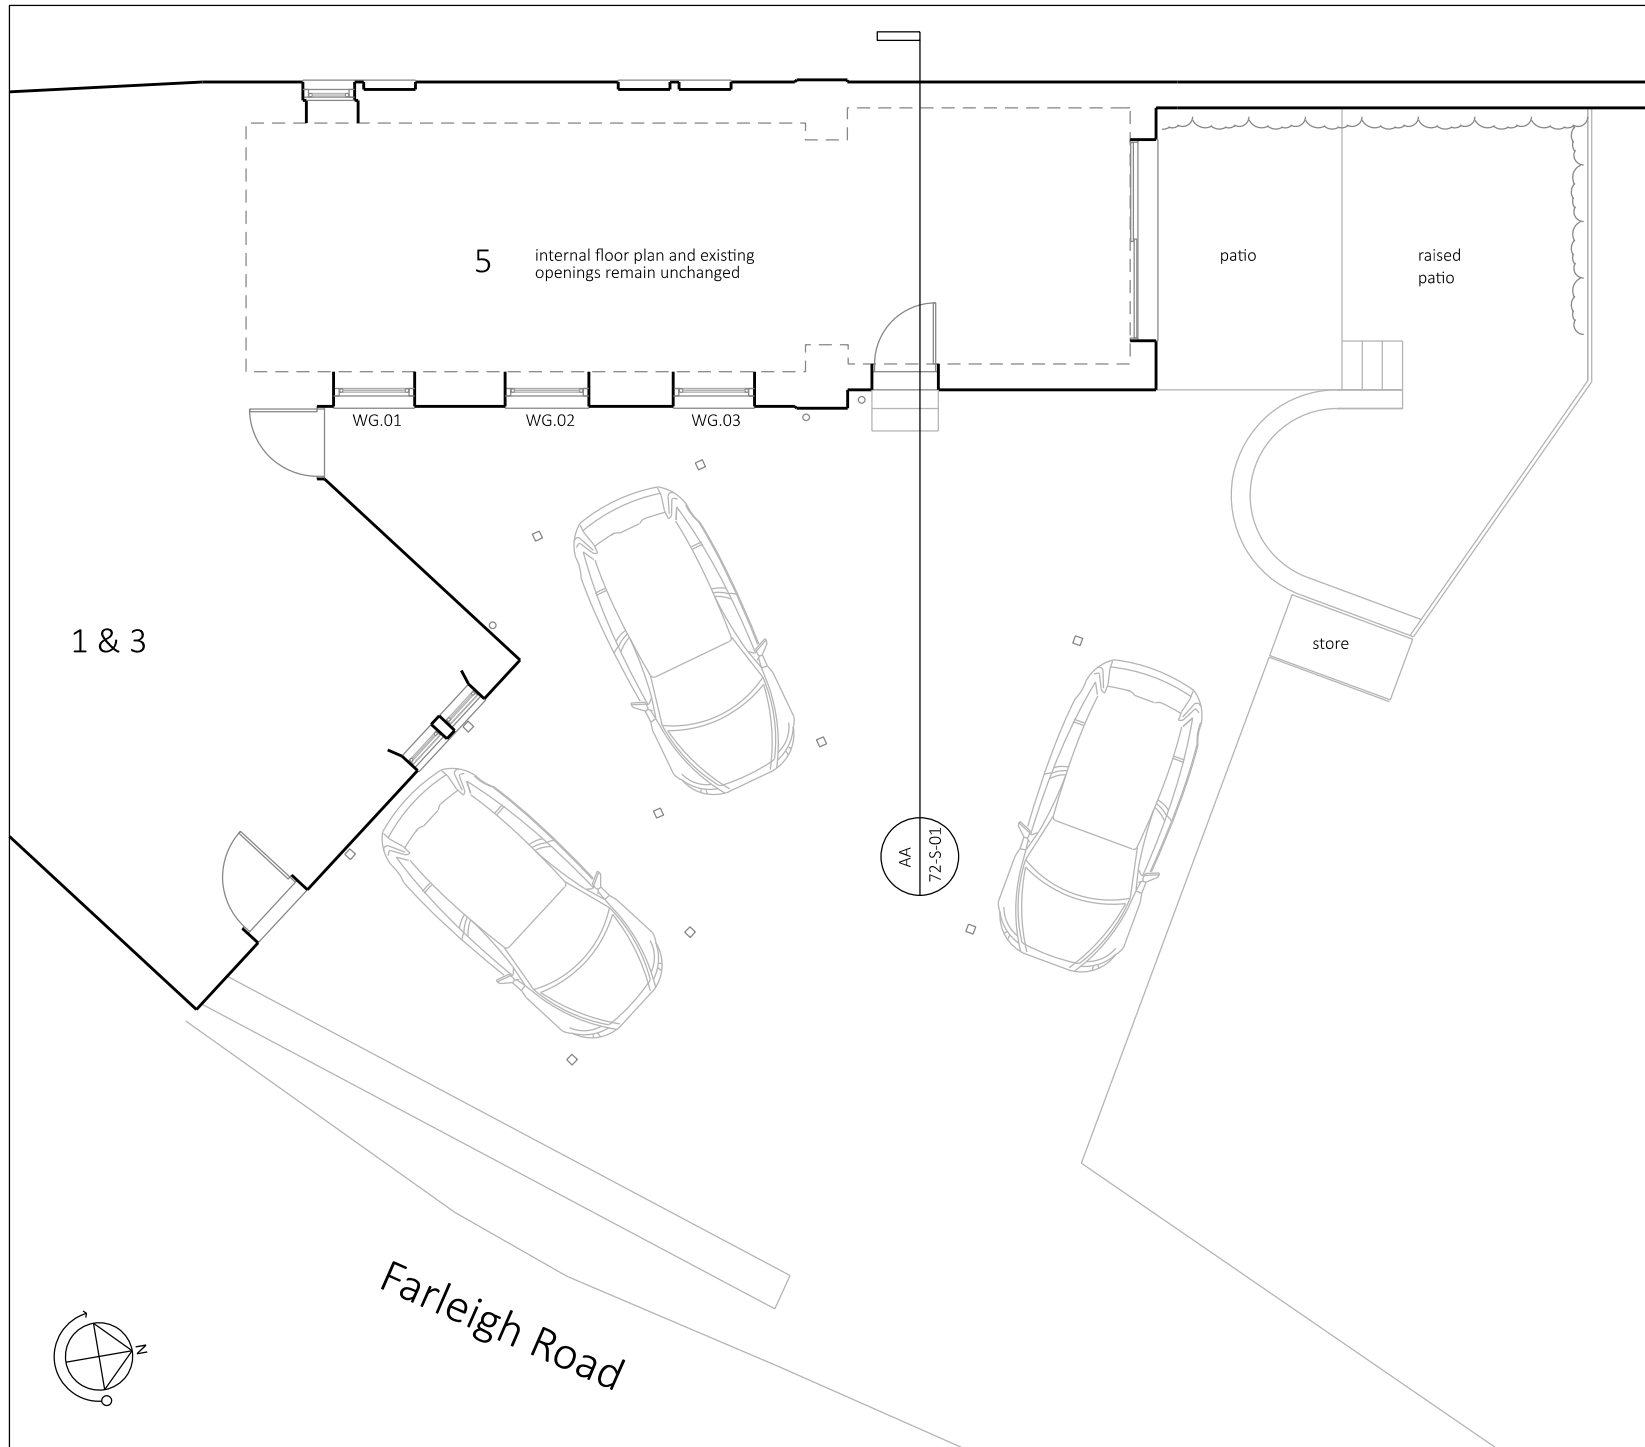 5
internal floor plan and existing
openings remain unchanged
patio
raised
patio
WG.01
WG.02
WG.03
1 & 3
store
AA
72-S-01
Farleigh Road
N